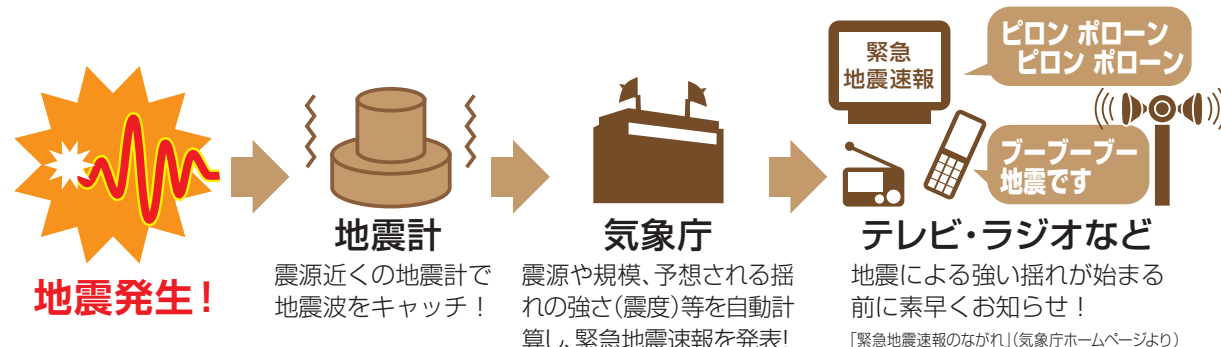 緊急
地震速報
ピロン ポローン
ピロン ポローン
ブーブーブー
地震です
地震発生！
地震計
震源近くの地震計で
地震波をキャッチ！
気象庁
震源や規模、予想される揺
れの強さ(震度)等を自動計
算し、緊急地震速報を発表!
テレビ・ラジオなど
地震による強い揺れが始まる
前に素早くお知らせ！
「緊急地震速報のながれ」(気象庁ホームページより)